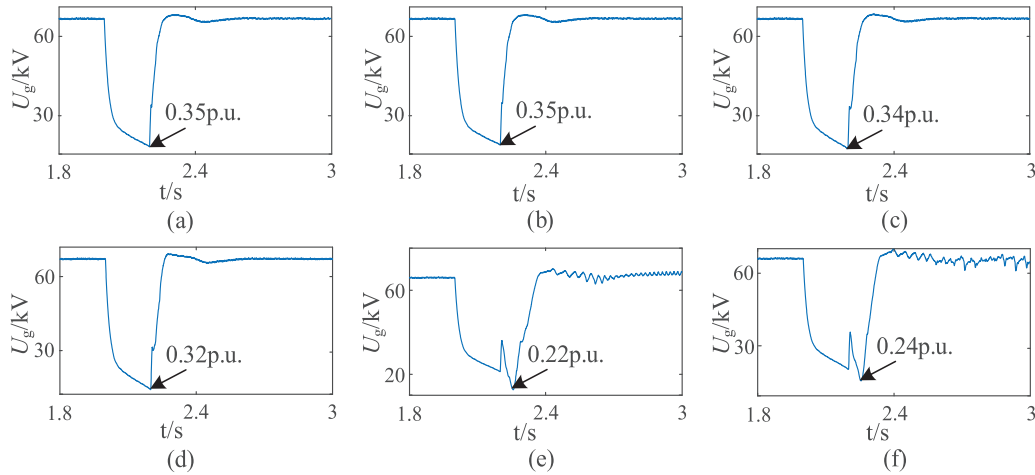 Ug/kV
60
30
0.35p.u.
1.8
2.4
3
t/s
(a)
Ug/kV
60
30
0.35p.u.
1.8
2.4
3
t/s
(b)
Ug/kV
60
30
0.34p.u.
1.8
2.4
3
t/s
(c)
Ug/kV
60
30
0.32p.u.
1.8
2.4
3
t/s
(d)
Ug/kV
60
20
0.22p.u.
1.8
2.4
3
t/s
(e)
Ug/kV
60
30
0.24p.u.
1.8
2.4
3
t/s
(f)